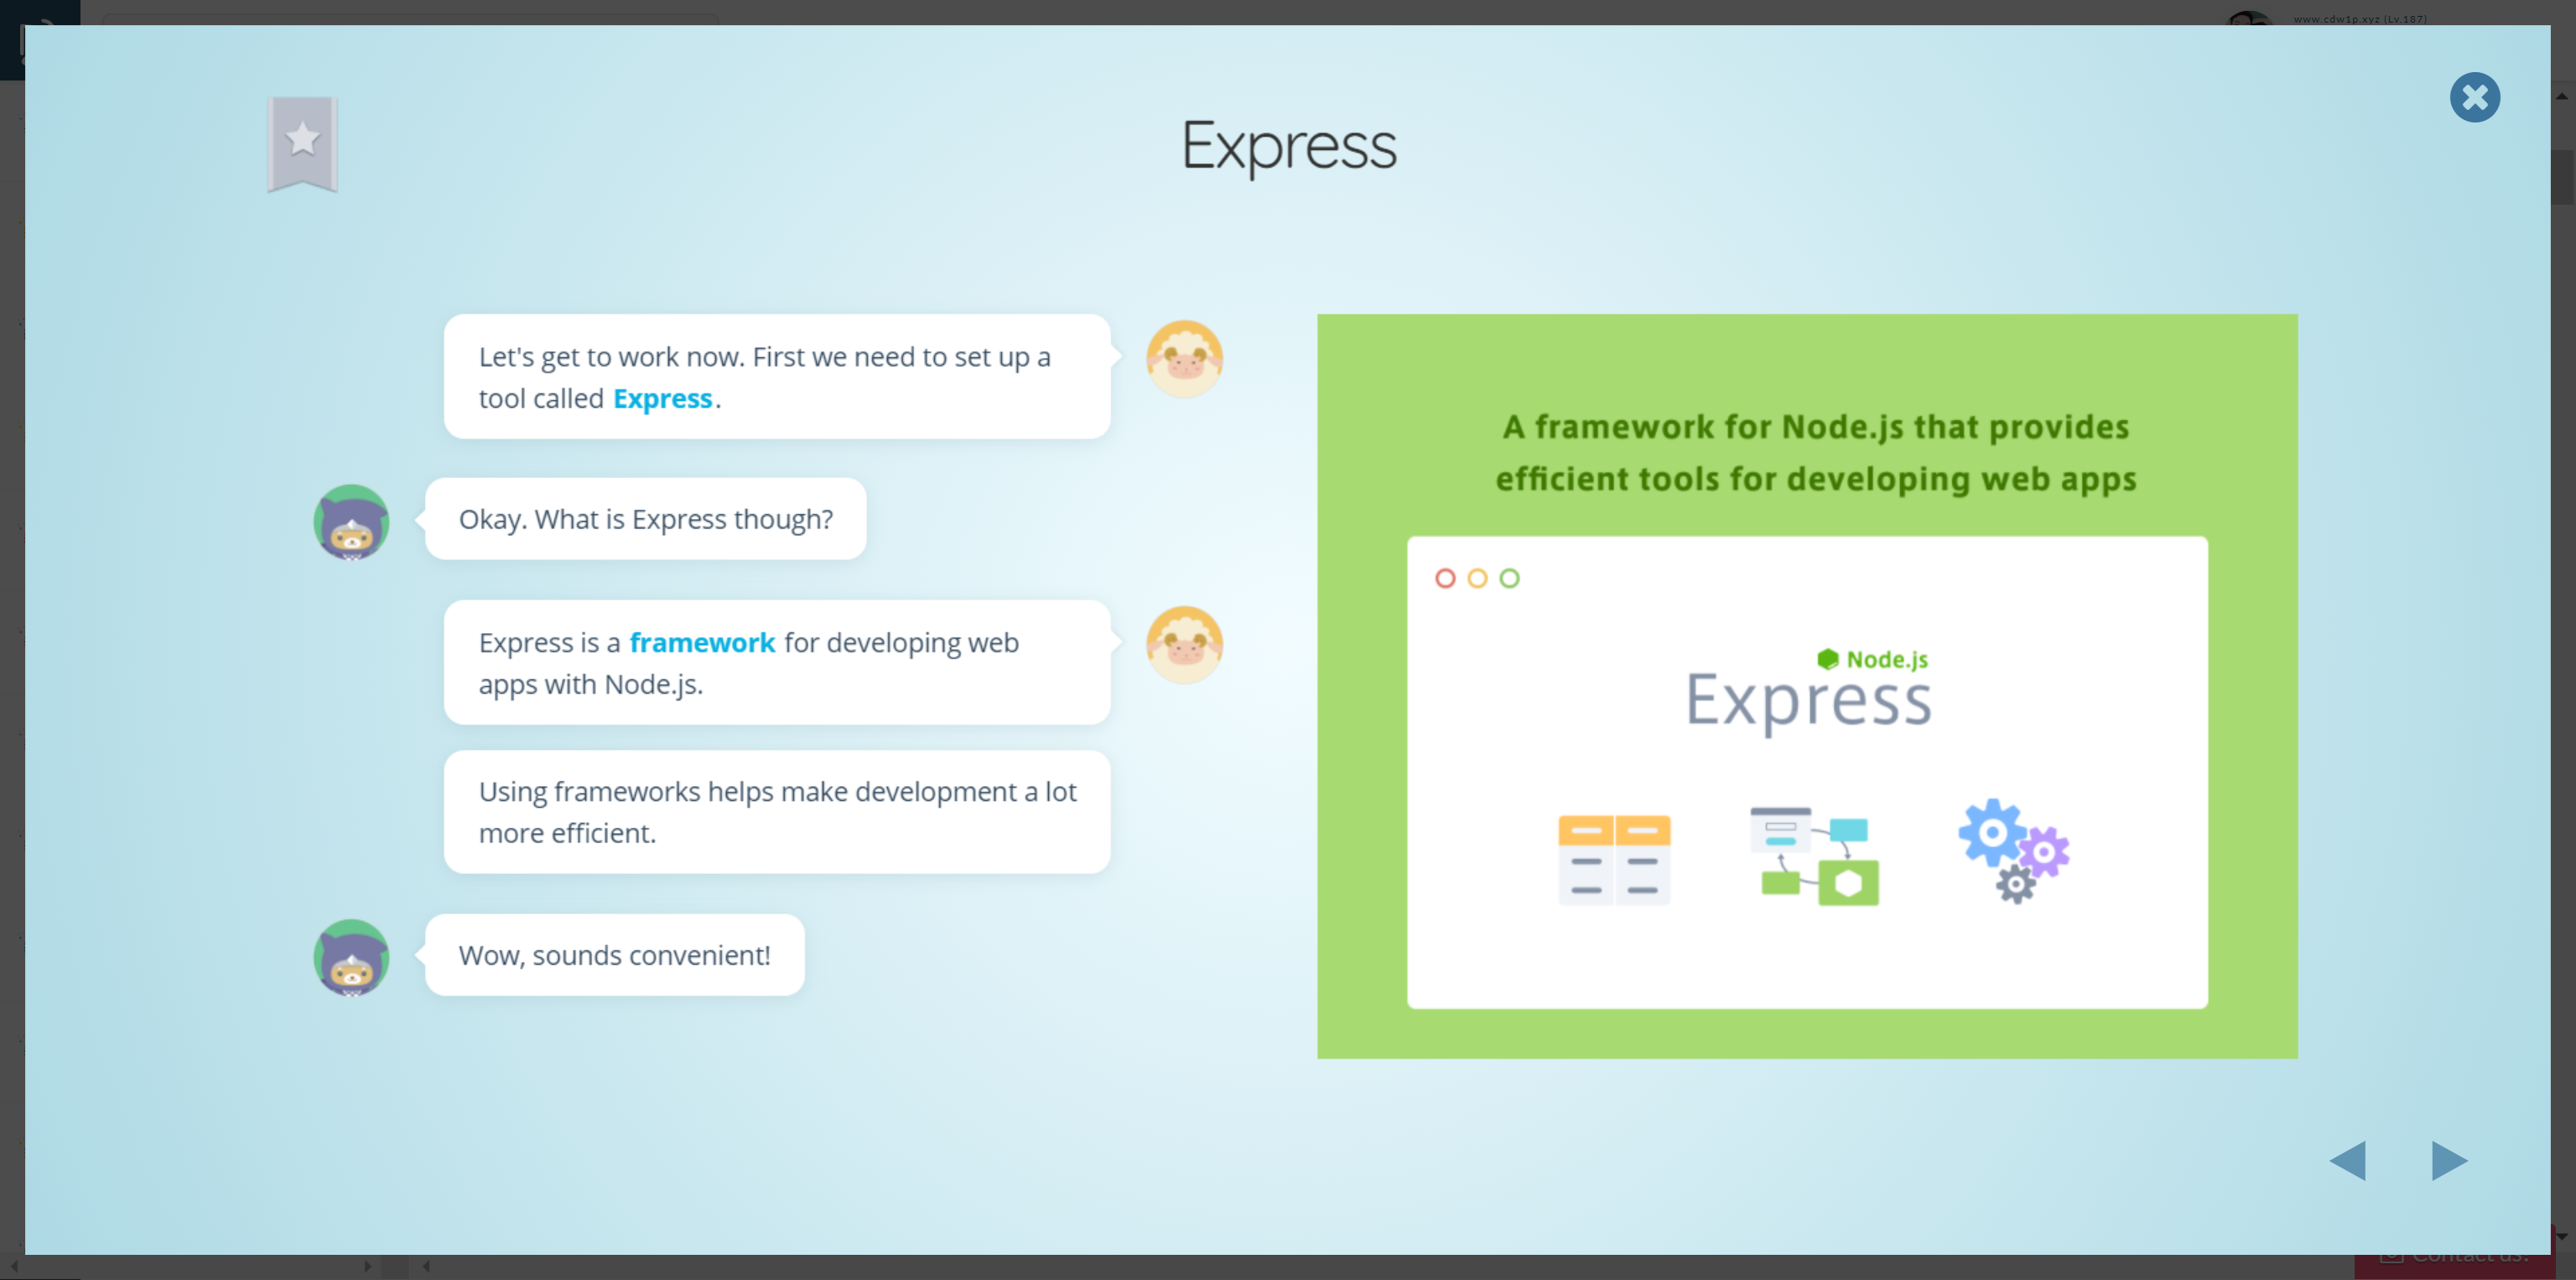 www.cdw1p.xyz (Lv.187)
Express
Let's get to work now. First we need to set up a
tool called Express.
Okay. What is Express though?
Express is a framework for developing web
apps with Node.js.
Using frameworks helps make development a lot
more efficient.
Wow, sounds convenient!
A framework for Node.js that provides
efficient tools for developing web apps
Node.js
Express
Contact us!